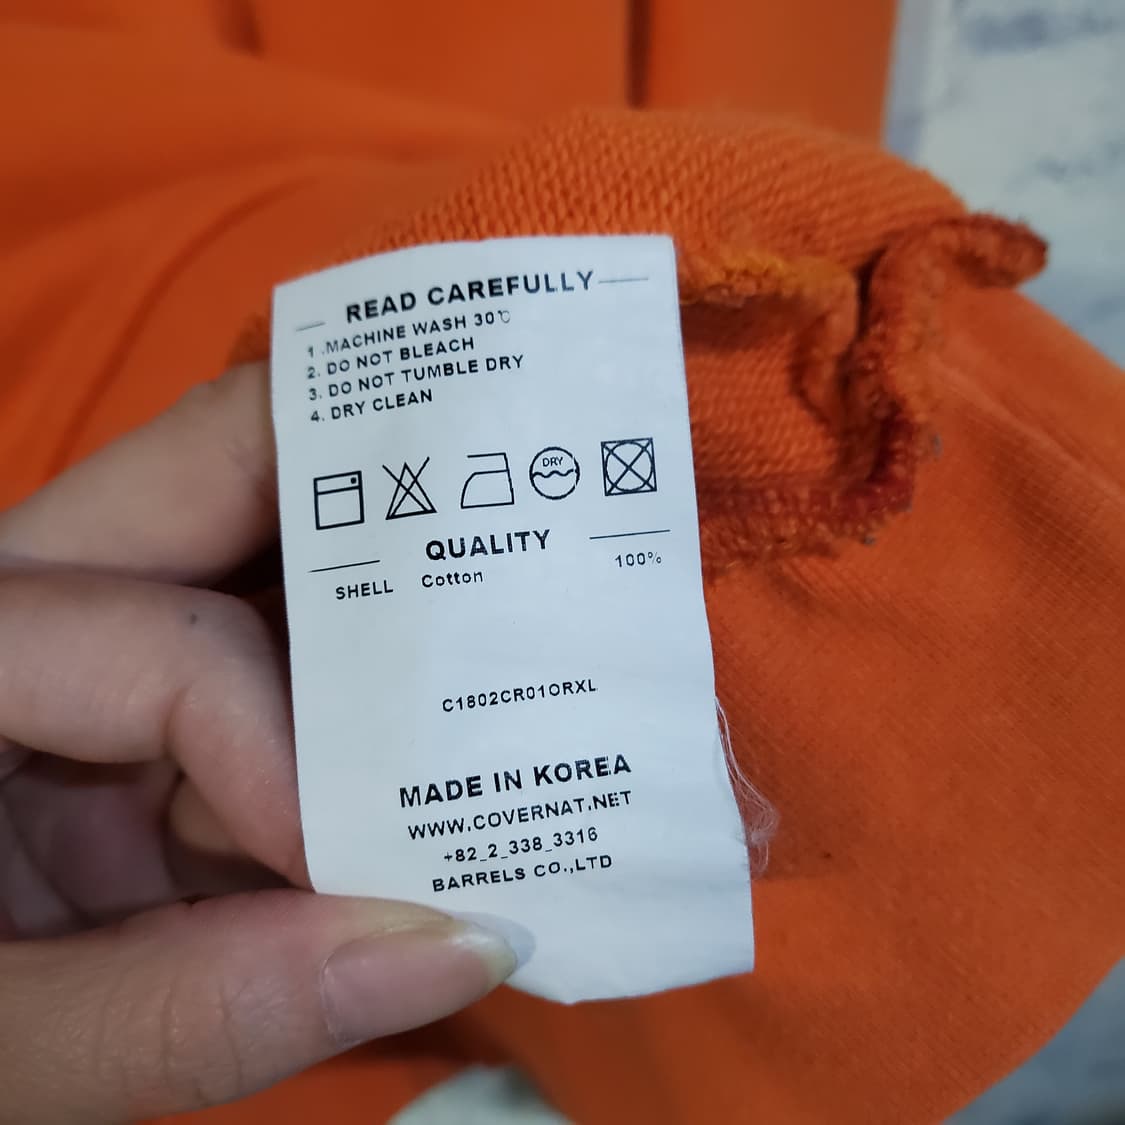 READ CAREFULLY
1 .MACHINE WASH 30℃
2. DO NOT BLEACH
3. DO NOT TUMBLE DRY
4. DRY CLEAN
DRY
QUALITY
SHELL Cotton 100%
C1802CR01ORXL
MADE IN KOREA
WWW.COVERNAT.NET
+82_2_338_3316
BARRELS CO.,LTD